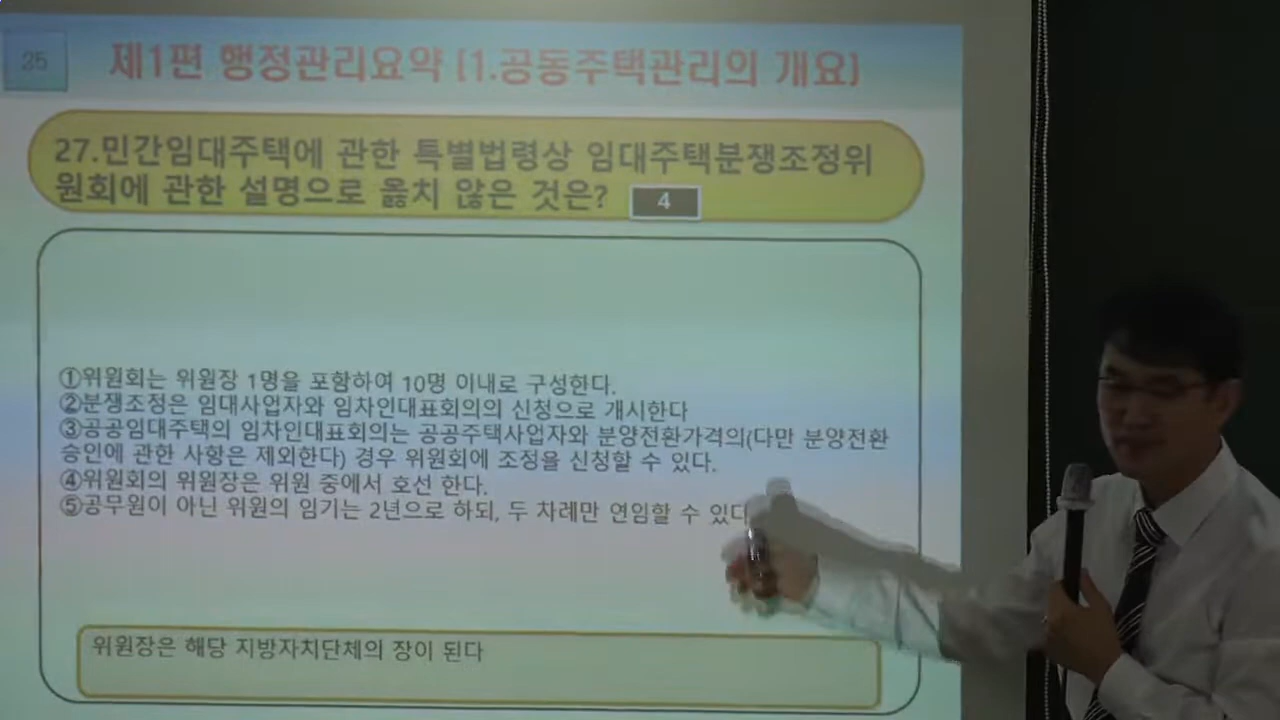 25
제1편 행정관리요약 [1.공동주택관리의 개요]
27.민간임대주택에 관한 특별법령상 임대주택분쟁조정위
원회에 관한 설명으로 옳치 않은 것은?
4
①위원회는 위원장 1명을 포함하여 10명 이내로 구성한다.
②분쟁조정은 임대사업자와 임차인대표회의의 신청으로 개시한다
③공공임대주택의 임차인대표회의는 공공주택사업자와 분양전환가격의(다만 분양전환
승인에 관한 사항은 제외한다) 경우 위원회에 조정을 신청할 수 있다.
④위원회의 위원장은 위원 중에서 호선 한다.
⑤공무원이 아닌 위원의 임기는 2년으로 하되, 두 차례만 연임할 수 있다
위원장은 해당 지방자치단체의 장이 된다